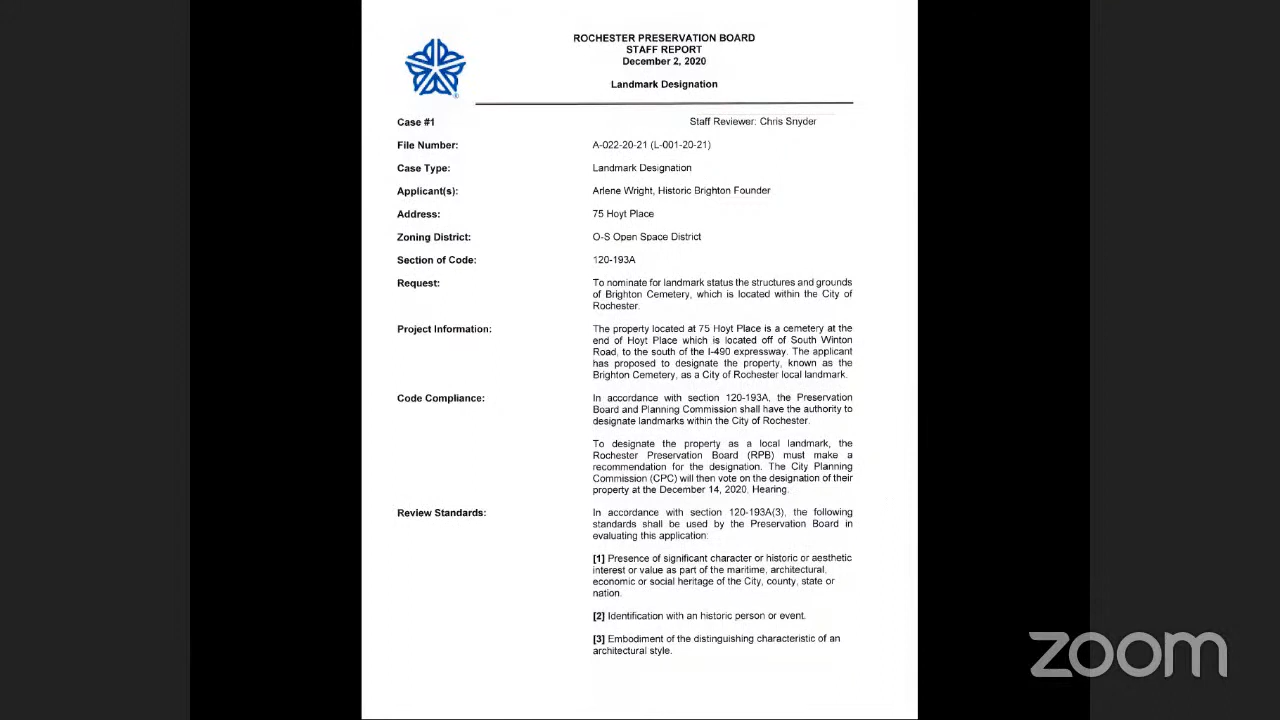 ROCHESTER PRESERVATION BOARD
STAFF REPORT
December 2, 2020
Landmark Designation
Case #1
Staff Reviewer: Chris Snyder
File Number:
A-022-20-21 (L-001-20-21)
Case Type:
Landmark Designation
Applicant(s):
Arlene Wright, Historic Brighton Founder
Address:
75 Hoyt Place
Zoning District:
O-S Open Space District
Section of Code:
120-193A
Request:
To nominate for landmark status the structures and grounds
of Brighton Cemetery, which is located within the City of
Rochester.
Project Information:
The property located at 75 Hoyt Place is a cemetery at the
end of Hoyt Place which is located off of South Winton
Road, to the south of the I-490 expressway. The applicant
has proposed to designate the property, known as the
Brighton Cemetery, as a City of Rochester local landmark.
Code Compliance:
In accordance with section 120-193A, the Preservation
Board and Planning Commission shall have the authority to
designate landmarks within the City of Rochester.
To designate the property as a local landmark, the
Rochester Preservation Board (RPB) must make a
recommendation for the designation. The City Planning
Commission (CPC) will then vote on the designation of their
property at the December 14, 2020, Hearing.
Review Standards:
In accordance with section 120-193A(3), the following
standards shall be used by the Preservation Board in
evaluating this application:
[1] Presence of significant character or historic or aesthetic
interest or value as part of the maritime, architectural,
economic or social heritage of the City, county, state or
nation.
[2] Identification with an historic person or event.
[3] Embodiment of the distinguishing characteristic of an
architectural style.
zoom